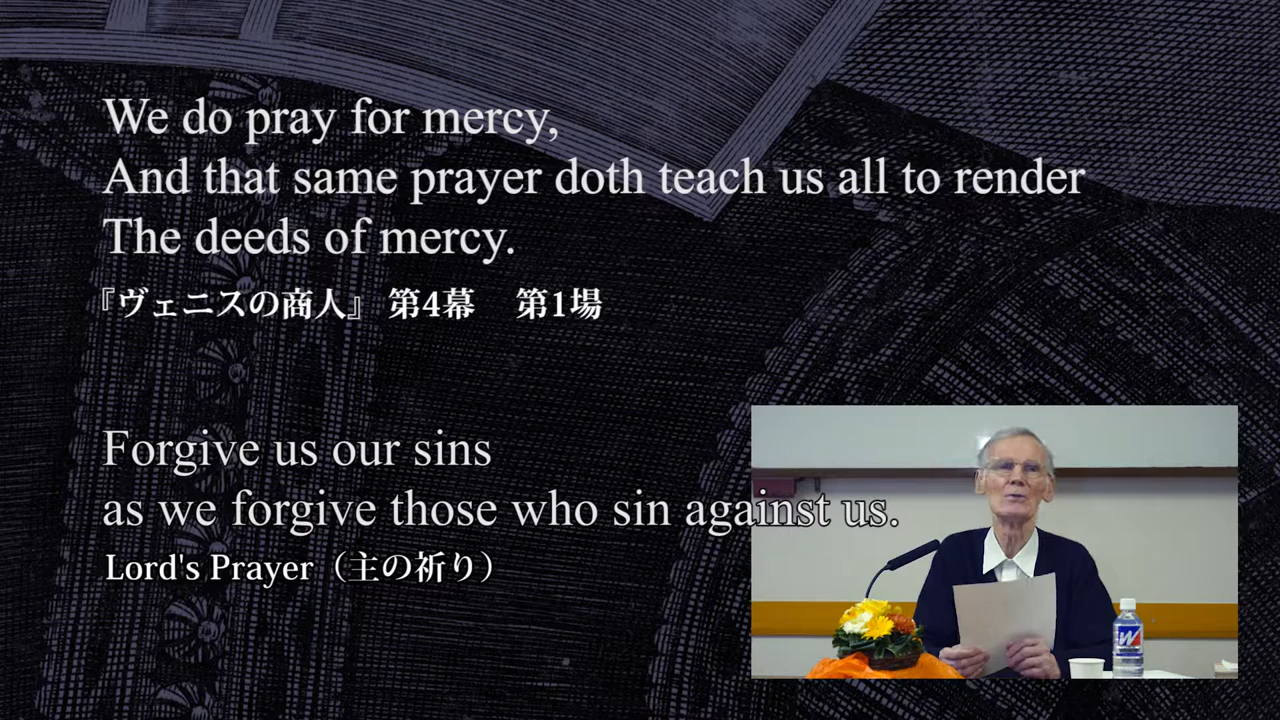 We do pray for mercy,
And that same prayer doth teach us all to render
The deeds of mercy.
『ヴェニスの商人』 第4幕　第1場
Forgive us our sins
as we forgive those who sin against us.
Lord's Prayer（主の祈り）
W